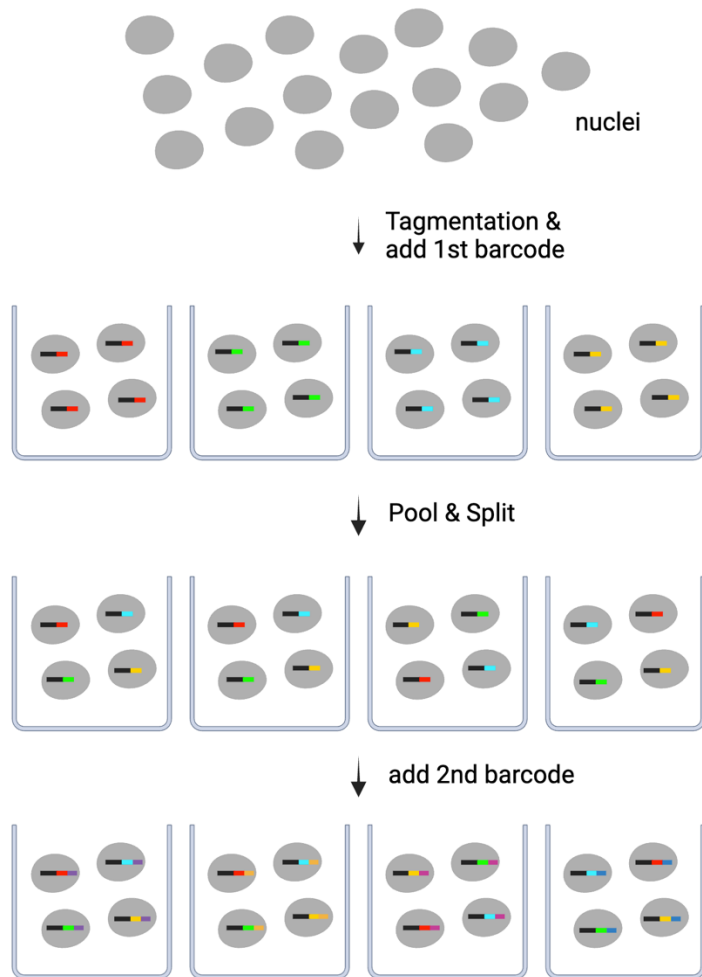 nuclei
Tagmentation &
add 1st barcode
Pool & Split
add 2nd barcode